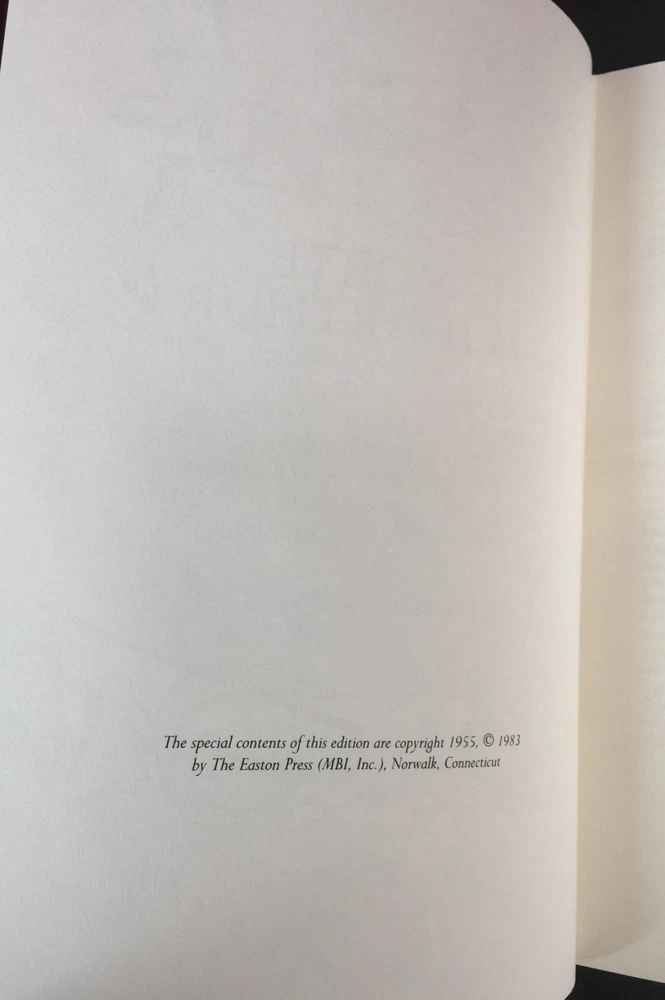 The special contents of this edition are copyright 1955, © 1983
by The Easton Press (MBI, Inc.), Norwalk, Connecticut